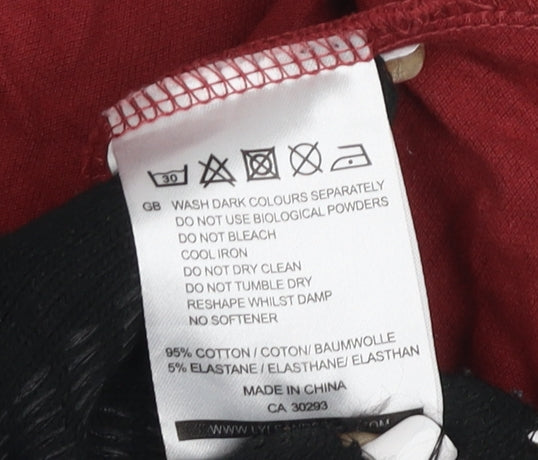 30
GB WASH DARK COLOURS SEPARATELY
DO NOT USE BIOLOGICAL POWDERS
DO NOT BLEACH
COOL IRON
DO NOT DRY CLEAN
DO NOT TUMBLE DRY
RESHAPE WHILST DAMP
NO SOFTENER
95% COTTON / COTON/ BAUMWOLLE
5% ELASTANE / ELASTHANE/ ELASTHAN
MADE IN CHINA
CA 30293